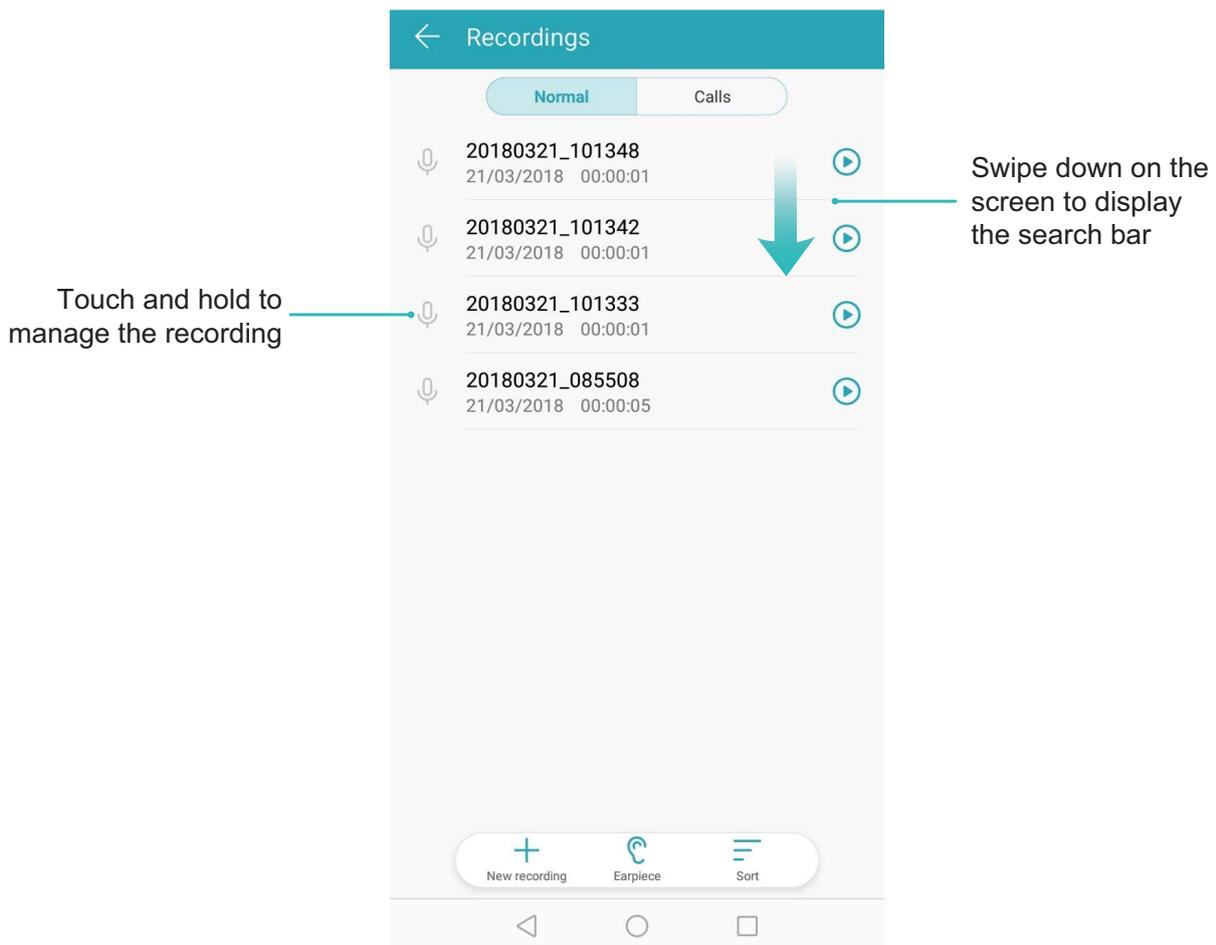 Recordings
Normal Calls
20180321_101348
21/03/2018 00:00:01
Swipe down on the
screen to display
the search bar
20180321_101342
21/03/2018 00:00:01
Touch and hold to
manage the recording
20180321_101333
21/03/2018 00:00:01
20180321_085508
21/03/2018 00:00:05
New recording Earpiece Sort